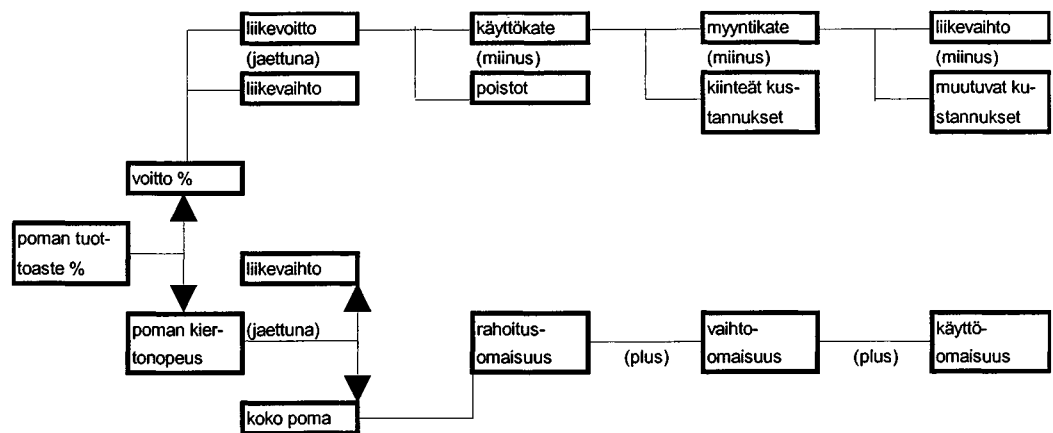 liikevoitto
(jaettuna)
liikevaihto
käyttökate
(miinus)
poistot
myyntikate
(miinus)
kiinteät kus-
tannukset
liikevaihto
(miinus)
muutuvat ku-
stannukset
voitto %
poman tuot-
toaste %
liikevaihto
poman kier-
tonopeus
(jaettuna)
koko poma
rahoitus-
omaisuus
(plus)
vaihto-
omaisuus
(plus)
käyttö-
omaisuus